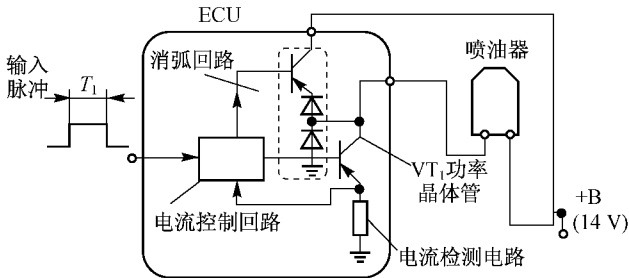 ECU
消弧回路
输入
脉冲
T₁
喷油器
VT₁功率
晶体管
+B
(14 V)
电流控制回路
电流检测电路